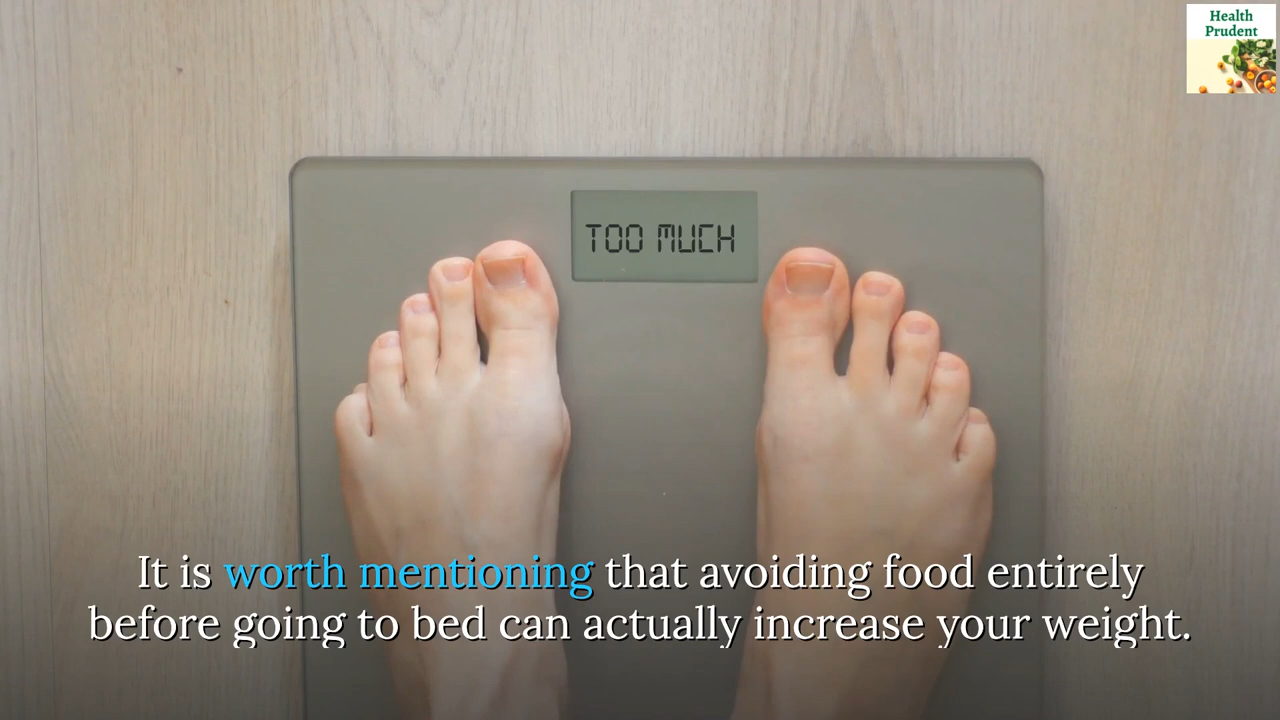 Health
Prudent
TOO MUCH
It is worth mentioning that avoiding food entirely
before going to bed can actually increase your weight.